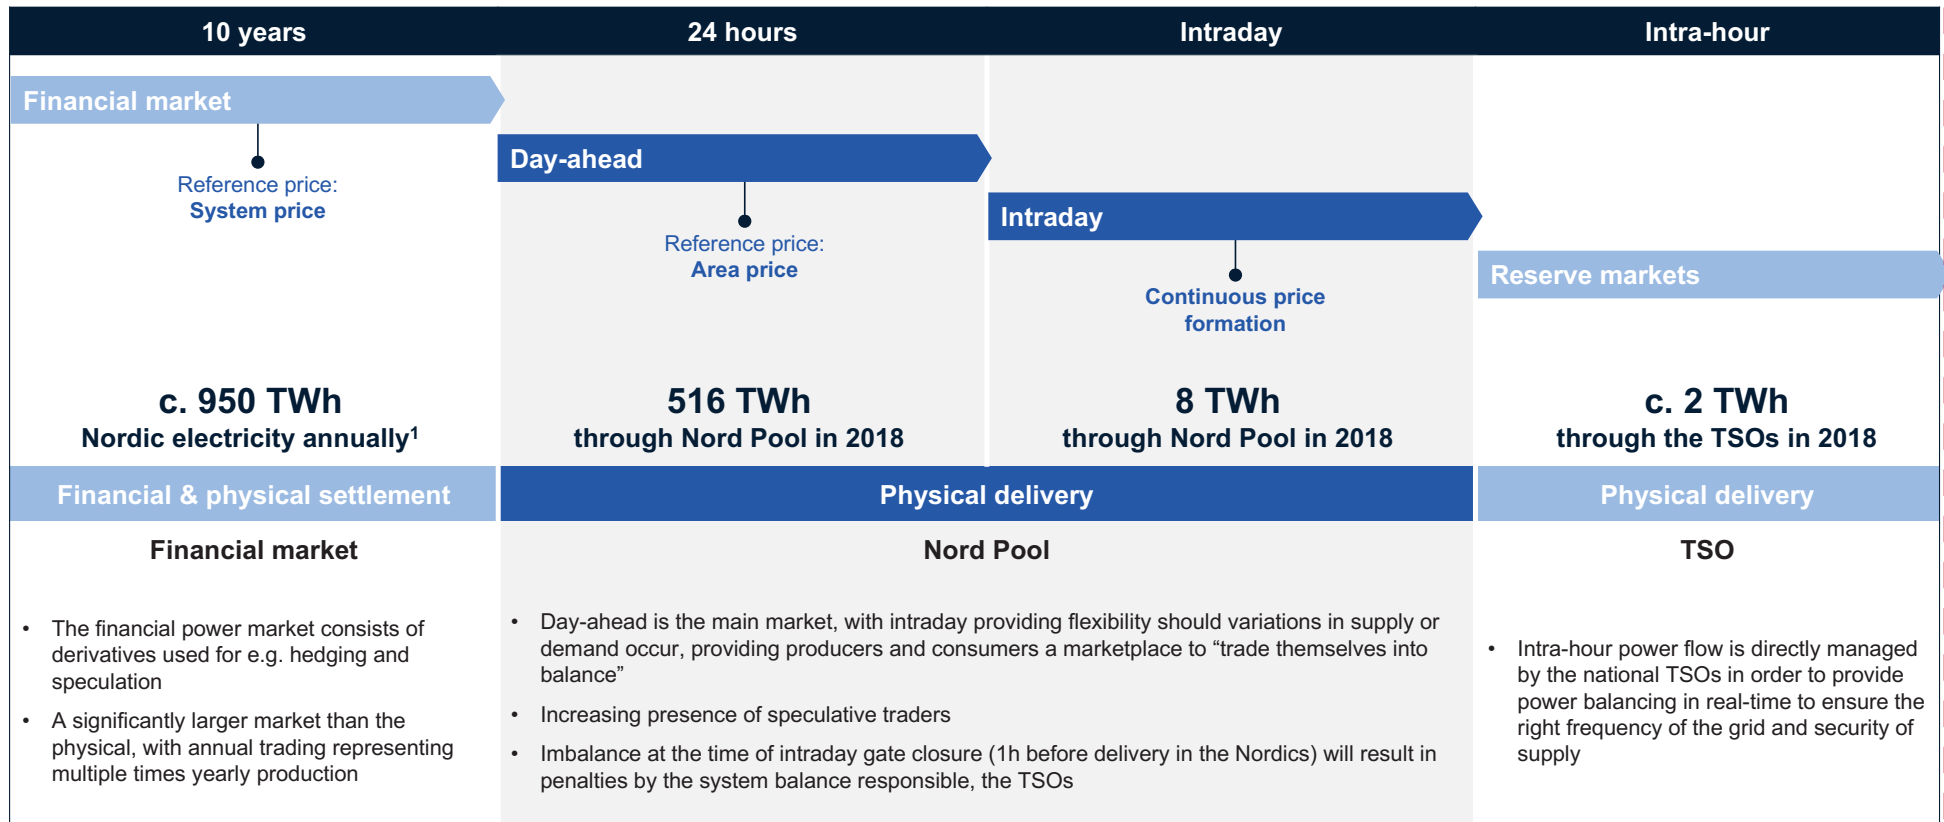 10 years
24 hours
Intraday
Intra-hour
Financial market
Reference price:
System price
Day-ahead
Reference price:
Area price
Intraday
Continuous price
formation
Reserve markets
c. 950 TWh
Nordic electricity annually¹
516 TWh
through Nord Pool in 2018
8 TWh
through Nord Pool in 2018
c. 2 TWh
through the TSOs in 2018
Financial & physical settlement
Physical delivery
Physical delivery
Financial market
• The financial power market consists of
derivatives used for e.g. hedging and
speculation
• A significantly larger market than the
physical, with annual trading representing
multiple times yearly production
Nord Pool
• Day-ahead is the main market, with intraday providing flexibility should variations in supply or
demand occur, providing producers and consumers a marketplace to “trade themselves into
balance”
• Increasing presence of speculative traders
• Imbalance at the time of intraday gate closure (1h before delivery in the Nordics) will result in
penalties by the system balance responsible, the TSOs
TSO
• Intra-hour power flow is directly managed
by the national TSOs in order to provide
power balancing in real-time to ensure the
right frequency of the grid and security of
supply